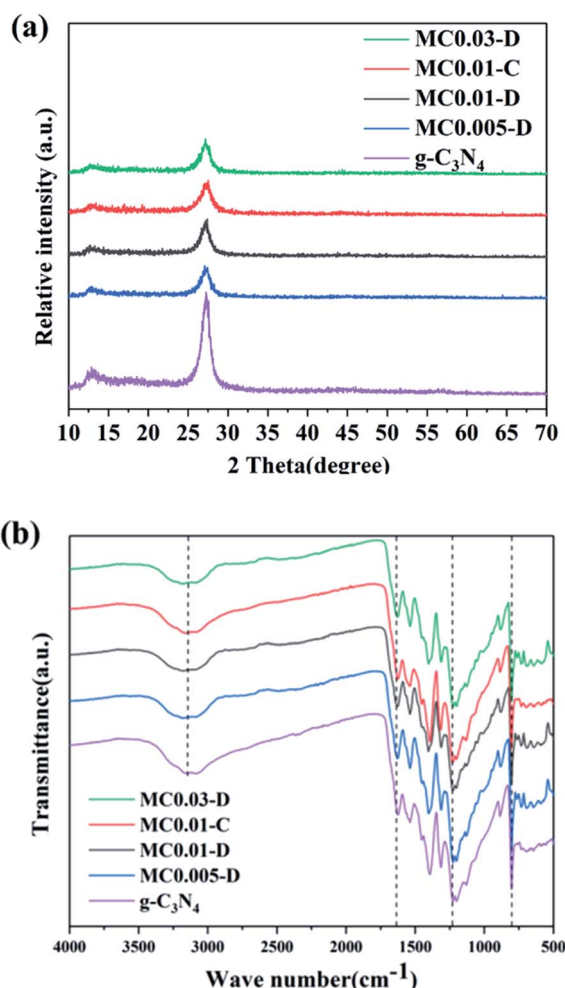 (a)
MC0.03-D
MC0.01-C
MC0.01-D
MC0.005-D
g-C₃N₄
Relative intensity (a.u.)
10 15 20 25 30 35 40 45 50 55 60 65 70
2 Theta(degree)
(b)
Transmittance(a.u.)
MC0.03-D
MC0.01-C
MC0.01-D
MC0.005-D
g-C₃N₄
4000 3500 3000 2500 2000 1500 1000 500
Wave number(cm⁻¹)